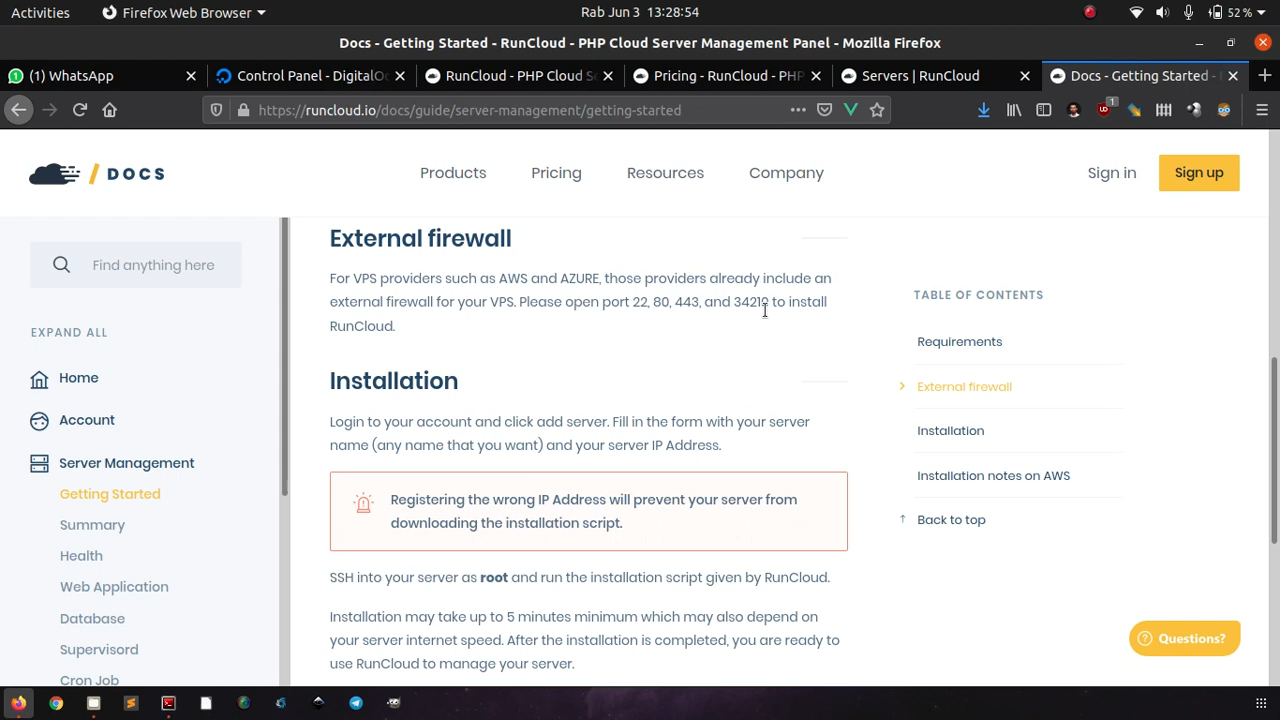 Activities
Firefox Web Browser
Rab Jun 3 13:28:54
52 %
Docs - Getting Started - RunCloud - PHP Cloud Server Management Panel - Mozilla Firefox
(1) WhatsApp
Control Panel - DigitalOc
RunCloud - PHP Cloud S
Pricing - RunCloud - PHP
Servers | RunCloud
Docs - Getting Started -
https://runcloud.io/docs/guide/server-management/getting-started
1
/ DOCS
Products
Pricing
Resources
Company
Sign in
Sign up
Find anything here
EXPAND ALL
Home
Account
Server Management
Getting Started
Summary
Health
Web Application
Database
Supervisord
Cron Job
External firewall
For VPS providers such as AWS and AZURE, those providers already include an
external firewall for your VPS. Please open port 22, 80, 443, and to install
RunCloud.
Installation
Login to your account and click add server. Fill in the form with your server
name (any name that you want) and your server IP Address.
Registering the wrong IP Address will prevent your server from
downloading the installation script.
SSH into your server as root and run the installation script given by RunCloud.
Installation may take up to 5 minutes minimum which may also depend on
your server internet speed. After the installation is completed, you are ready to
use RunCloud to manage your server.
TABLE OF CONTENTS
Requirements
External firewall
Installation
Installation notes on AWS
Back to top
Questions?